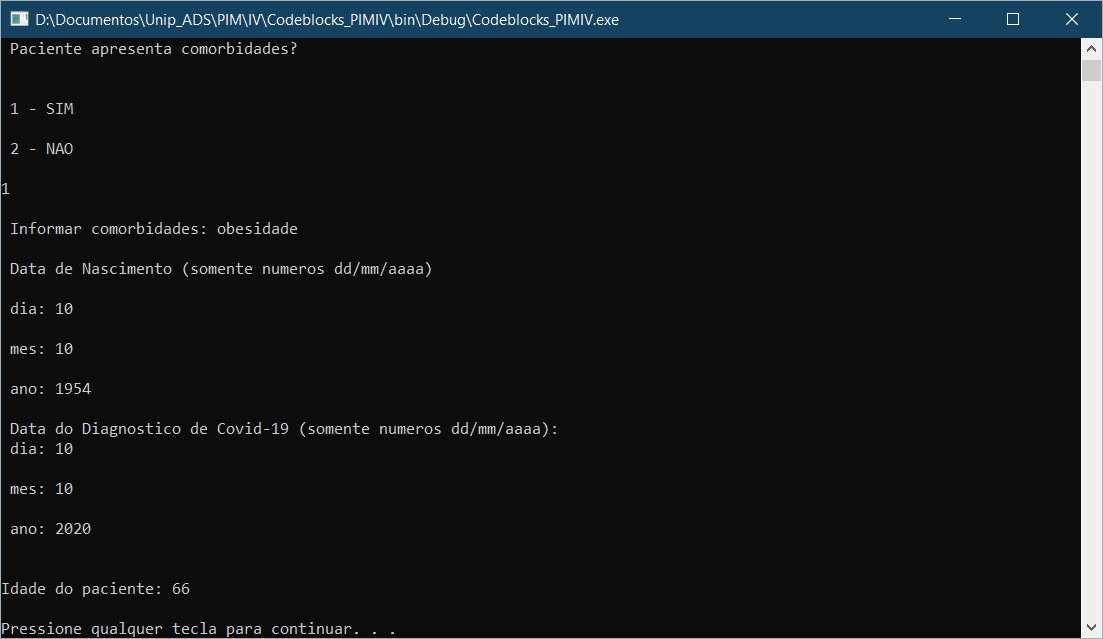 D:\Documentos\Unip_ADS\PIM\IV\Codeblocks_PIMIV\bin\Debug\Codeblocks_PIMIV.exe
Paciente apresenta comorbidades?
1 - SIM
2 - NAO
1
Informar comorbidades: obesidade
Data de Nascimento (somente numeros dd/mm/aaaa)
dia: 10
mes: 10
ano: 1954
Data do Diagnostico de Covid-19 (somente numeros dd/mm/aaaa):
dia: 10
mes: 10
ano: 2020
Idade do paciente: 66
Pressione qualquer tecla para continuar. . .